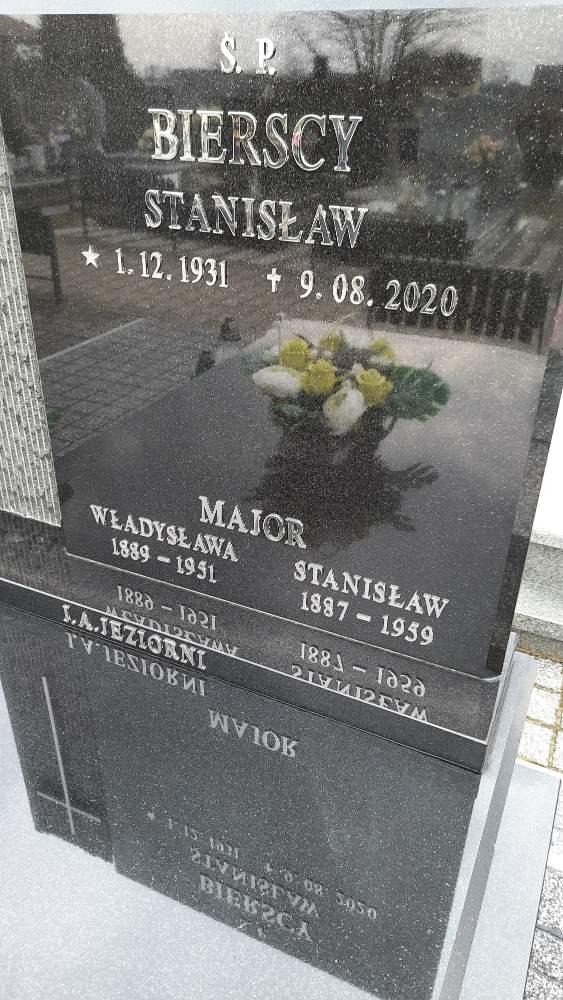 Ś. P.
BIERSCY
STANISŁAW
★ 1. 12. 1931 ✝ 9. 08. 2020
MAJOR
WŁADYSŁAWA
1889 – 1951
STANISŁAW
1887 – 1959
J. A. JEZIORNI